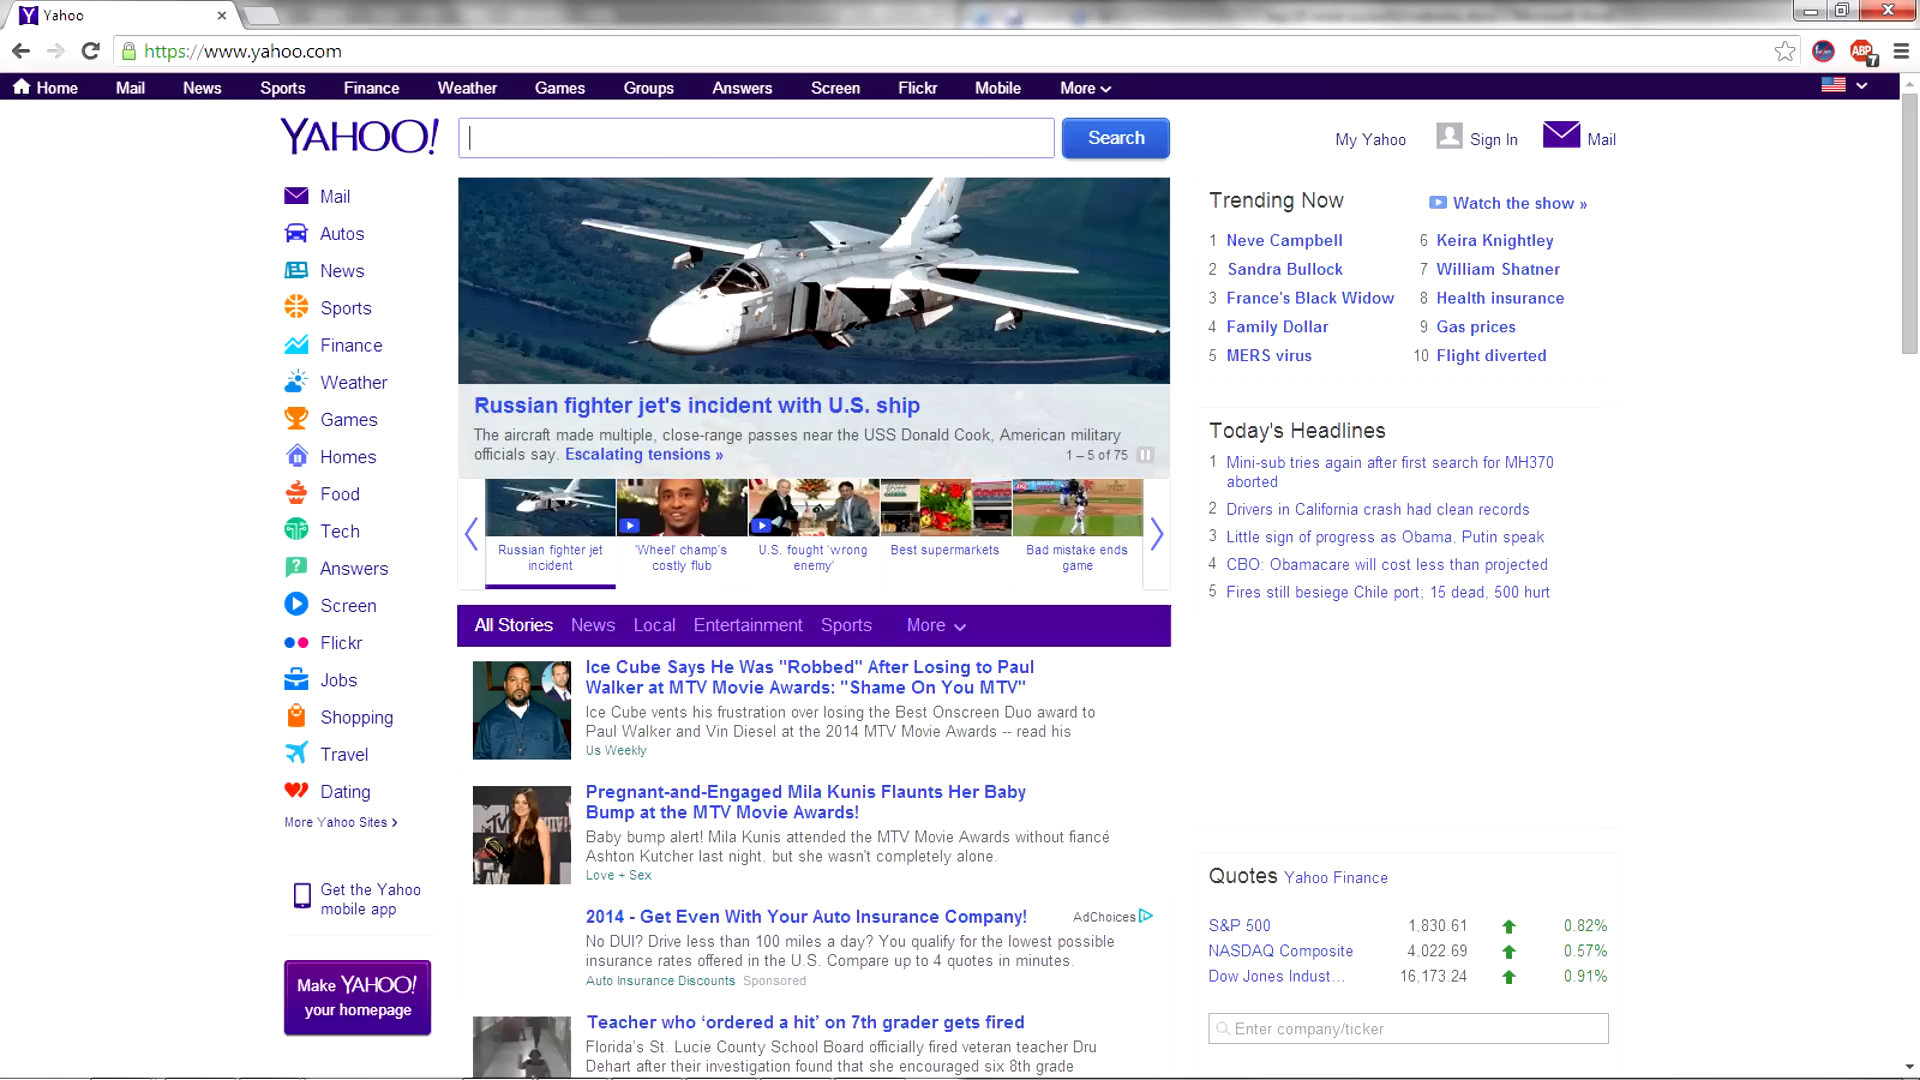 Yahoo
https://www.yahoo.com
ABP
7
Home Mail News Sports Finance Weather Games Groups Answers Screen Flickr Mobile More
YAHOO!
Search
My Yahoo Sign In Mail
Mail
Autos
News
Sports
Finance
Weather
Games
Homes
Food
Tech
Answers
Screen
Flickr
Jobs
Shopping
Travel
Dating
More Yahoo Sites >
Get the Yahoo
mobile app
Make YAHOO!
your homepage
Russian fighter jet's incident with U.S. ship
The aircraft made multiple, close-range passes near the USS Donald Cook, American military
officials say. Escalating tensions »
1 – 5 of 75
Russian fighter jet
incident
'Wheel' champ's
costly flub
U.S. fought 'wrong
enemy'
Best supermarkets
Bad mistake ends
game
All Stories News Local Entertainment Sports More
Ice Cube Says He Was "Robbed" After Losing to Paul
Walker at MTV Movie Awards: "Shame On You MTV"
Ice Cube vents his frustration over losing the Best Onscreen Duo award to
Paul Walker and Vin Diesel at the 2014 MTV Movie Awards -- read his
Us Weekly
Pregnant-and-Engaged Mila Kunis Flaunts Her Baby
Bump at the MTV Movie Awards!
Baby bump alert! Mila Kunis attended the MTV Movie Awards without fiancé
Ashton Kutcher last night, but she wasn't completely alone.
Love + Sex
2014 - Get Even With Your Auto Insurance Company!
AdChoices
No DUI? Drive less than 100 miles a day? You qualify for the lowest possible
insurance rates offered in the U.S. Compare up to 4 quotes in minutes.
Auto Insurance Discounts Sponsored
Teacher who ‘ordered a hit’ on 7th grader gets fired
Florida’s St. Lucie County School Board officially fired veteran teacher Dru
Dehart after their investigation found that she encouraged six 8th grade
Trending Now
Watch the show »
1 Neve Campbell
2 Sandra Bullock
3 France's Black Widow
4 Family Dollar
5 MERS virus
6 Keira Knightley
7 William Shatner
8 Health insurance
9 Gas prices
10 Flight diverted
Today's Headlines
1 Mini-sub tries again after first search for MH370
aborted
2 Drivers in California crash had clean records
3 Little sign of progress as Obama, Putin speak
4 CBO: Obamacare will cost less than projected
5 Fires still besiege Chile port; 15 dead, 500 hurt
Quotes Yahoo Finance
S&P 500 1,830.61 0.82%
NASDAQ Composite 4,022.69 0.57%
Dow Jones Indust... 16,173.24 0.91%
Enter company/ticker